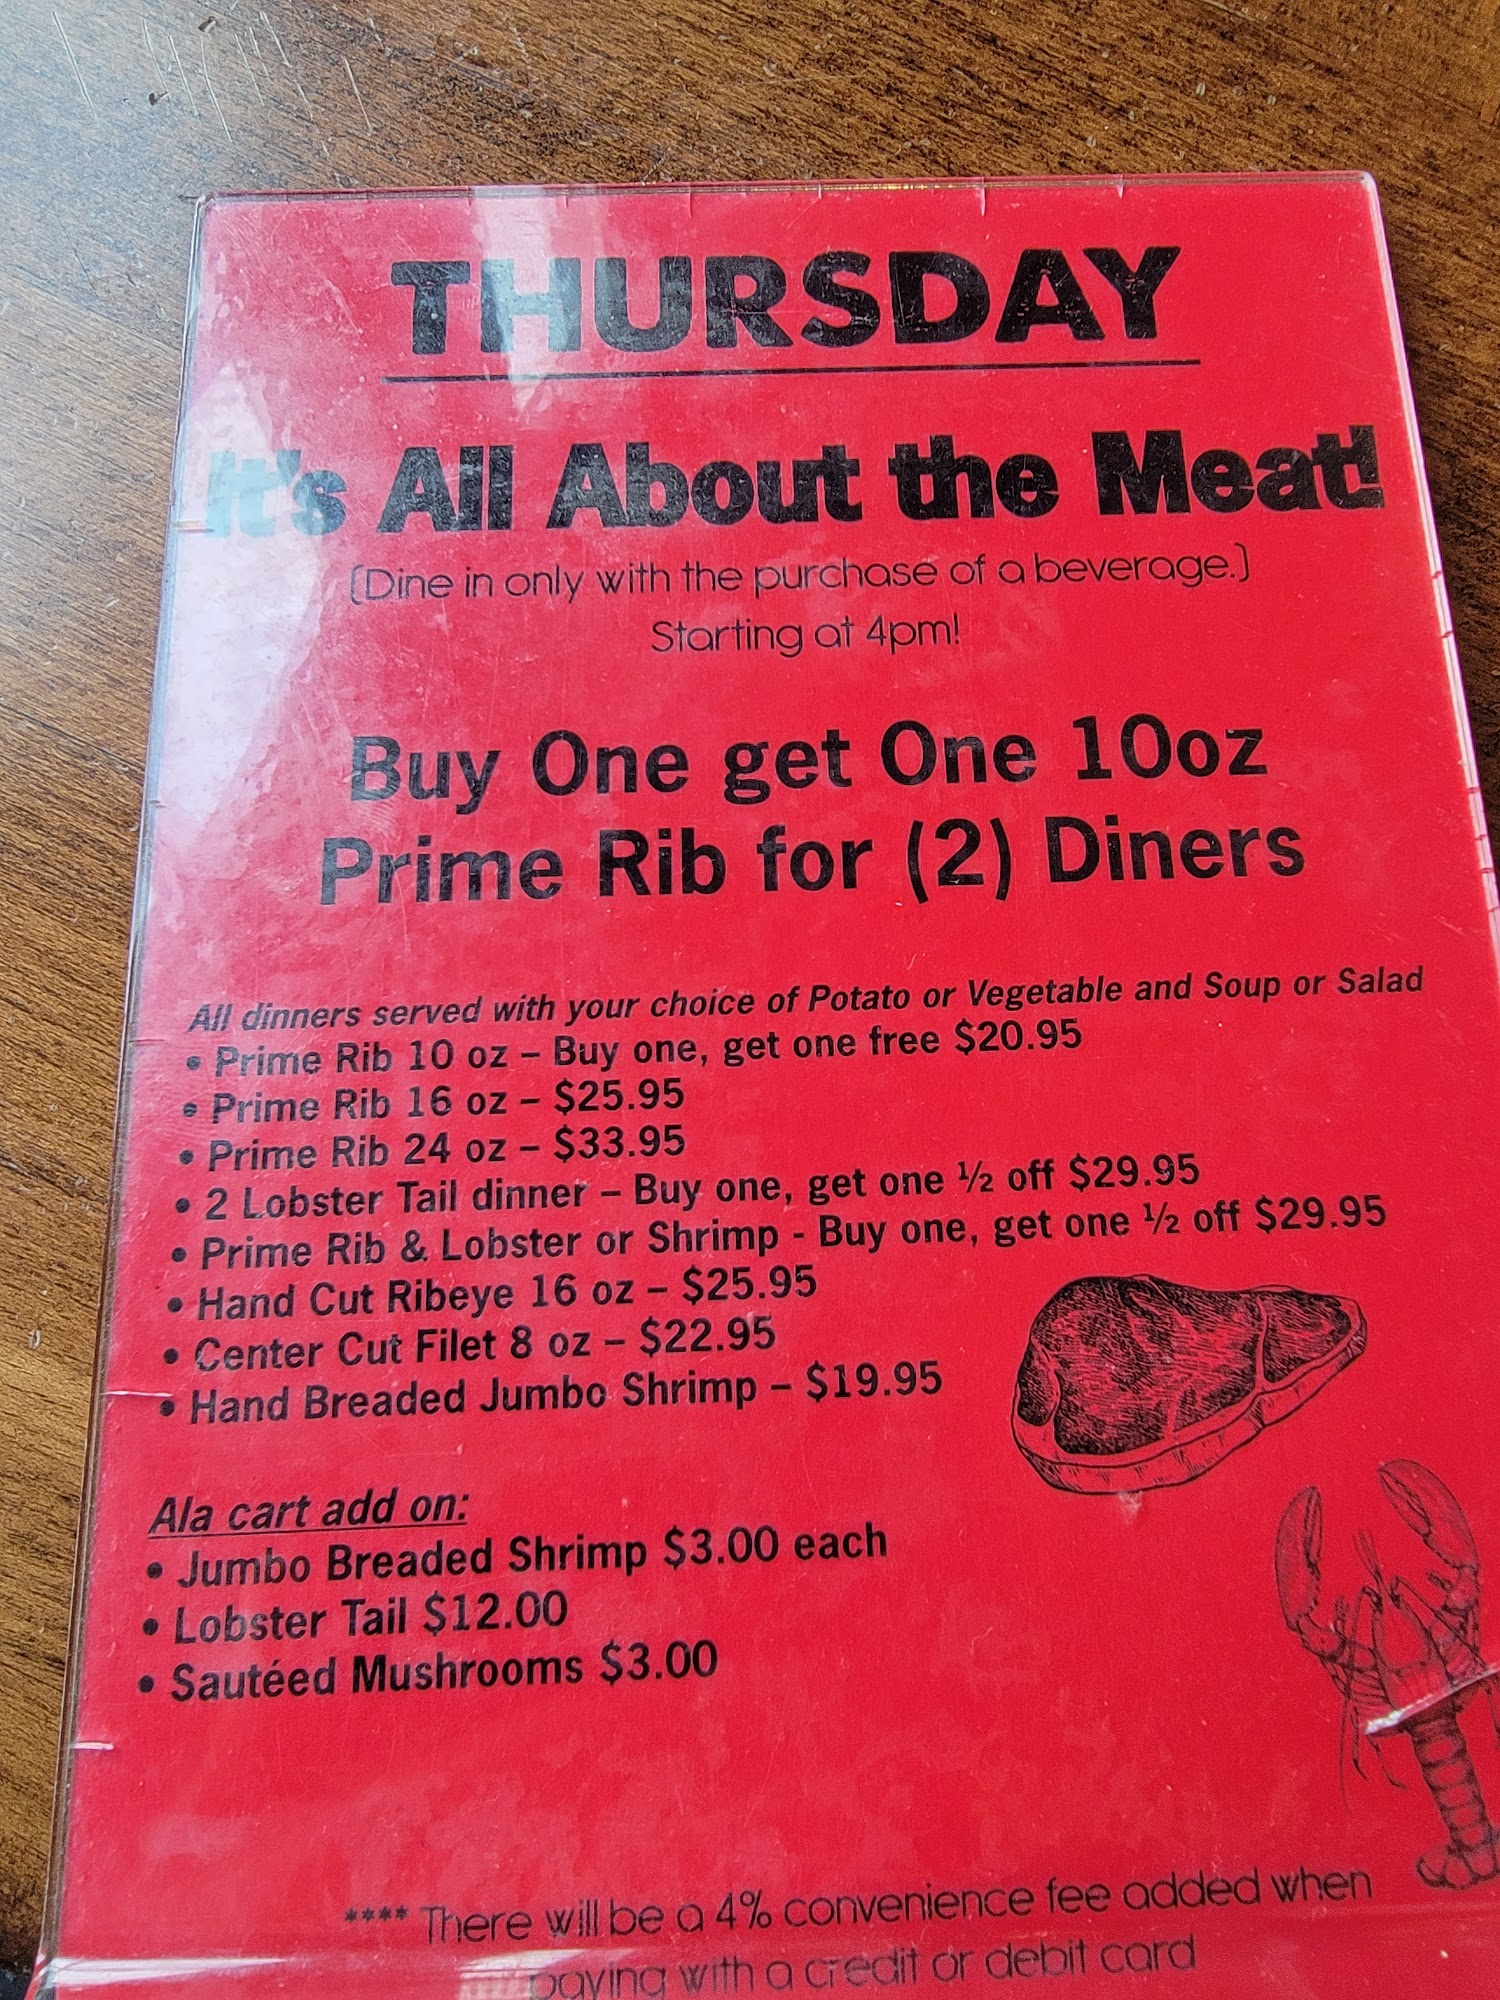 THURSDAY
It's All About the Meat!
(Dine in only with the purchase of a beverage.)
Starting at 4pm!
Buy One get One 10oz
Prime Rib for (2) Diners
All dinners served with your choice of Potato or Vegetable and Soup or Salad
• Prime Rib 10 oz – Buy one, get one free $20.95
• Prime Rib 16 oz – $25.95
• Prime Rib 24 oz – $33.95
• 2 Lobster Tail dinner – Buy one, get one ½ off $29.95
• Prime Rib & Lobster or Shrimp - Buy one, get one ½ off $29.95
• Hand Cut Ribeye 16 oz – $25.95
• Center Cut Filet 8 oz – $22.95
• Hand Breaded Jumbo Shrimp – $19.95
Ala cart add on:
• Jumbo Breaded Shrimp $3.00 each
• Lobster Tail $12.00
• Sautéed Mushrooms $3.00
**** There will be a 4% convenience fee added when
paying with a credit or debit card